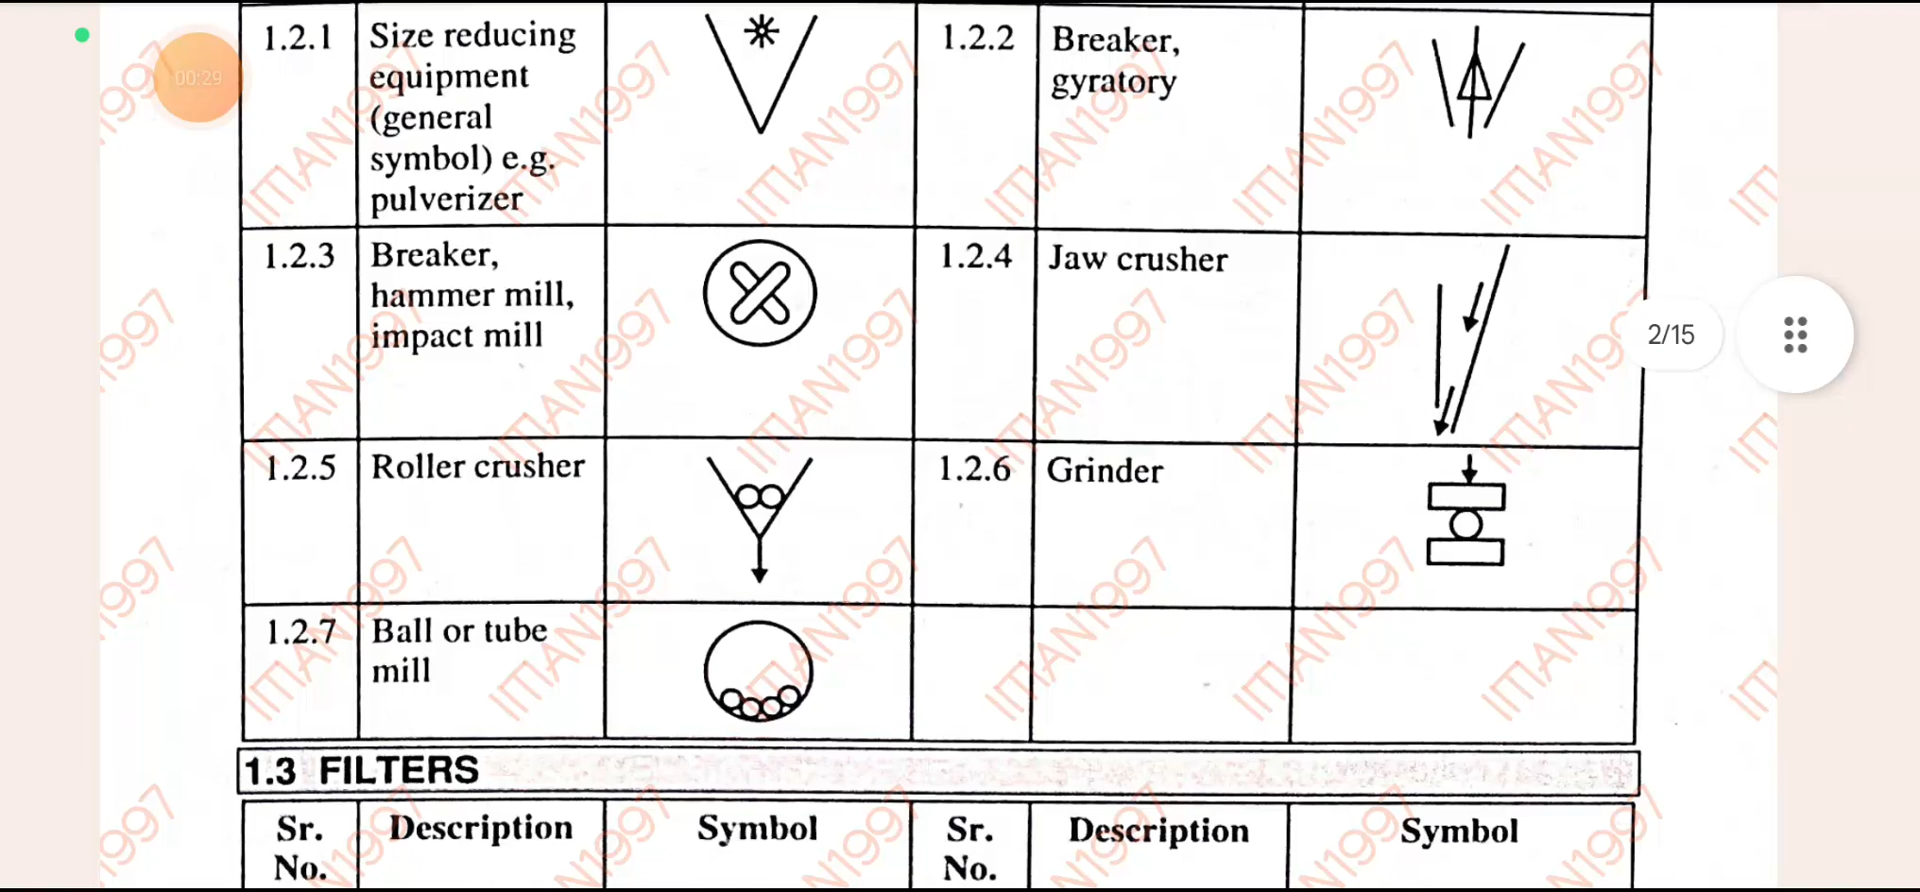 00:29
1.2.1 Size reducing
equipment
(general
symbol) e.g.
pulverizer
1.2.2 Breaker,
gyratory
1.2.3 Breaker,
hammer mill,
impact mill
1.2.4 Jaw crusher
2/15
1.2.5 Roller crusher
1.2.6 Grinder
1.2.7 Ball or tube
mill
1.3 FILTERS
Sr.
No.
Description
Symbol
Sr.
No.
Description
Symbol
IMAN1997